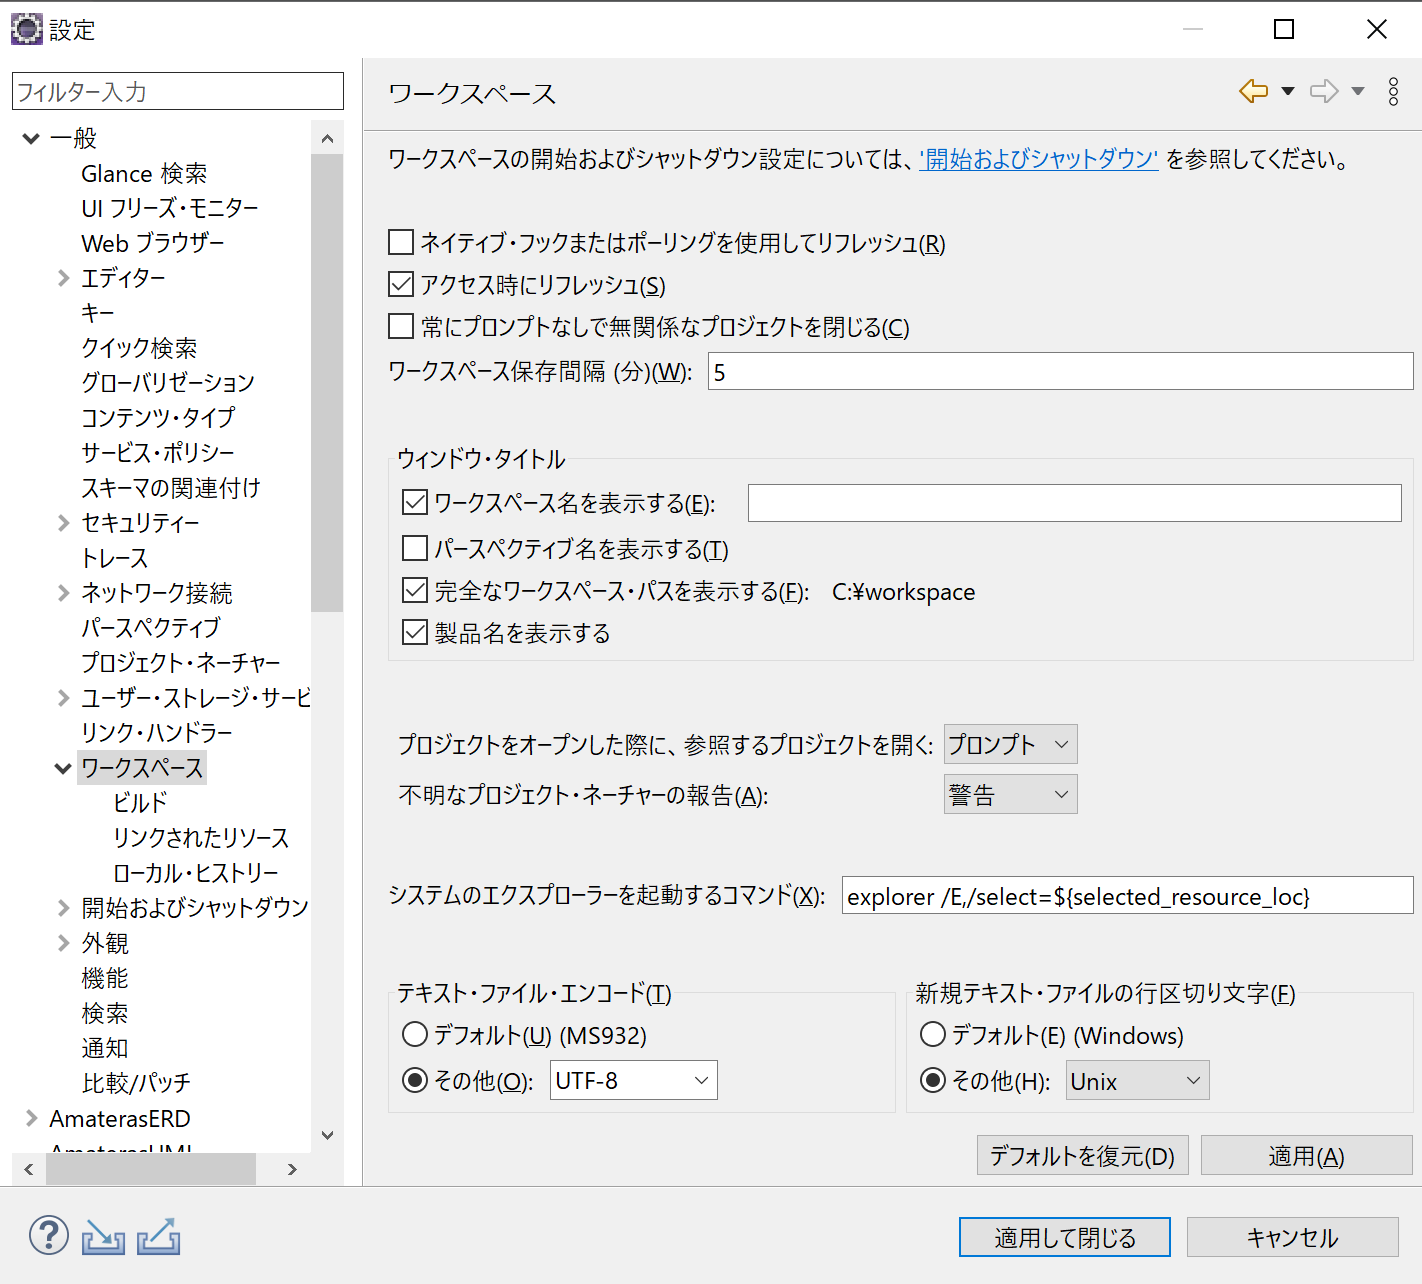 設定
フィルター入力
一般
Glance 検索
UI フリーズ・モニター
Web ブラウザー
エディター
キー
クイック検索
グローバリゼーション
コンテンツ・タイプ
サービス・ポリシー
スキーマの関連付け
セキュリティー
トレース
ネットワーク接続
パースペクティブ
プロジェクト・ネーチャー
ユーザー・ストレージ・サービ
リンク・ハンドラー
ワークスペース
ビルド
リンクされたリソース
ローカル・ヒストリー
開始およびシャットダウン
外観
機能
検索
通知
比較/パッチ
AmaterasERD
AmaterasUML
ワークスペース
ワークスペースの開始およびシャットダウン設定については、'開始およびシャットダウン' を参照してください。
ネイティブ・フックまたはポーリングを使用してリフレッシュ(R)
アクセス時にリフレッシュ(S)
常にプロンプトなしで無関係なプロジェクトを閉じる(C)
ワークスペース保存間隔 (分)(W): 5
ウィンドウ・タイトル
ワークスペース名を表示する(E):
パースペクティブ名を表示する(T)
完全なワークスペース・パスを表示する(F): C:¥workspace
製品名を表示する
プロジェクトをオープンした際に、参照するプロジェクトを開く: プロンプト
不明なプロジェクト・ネーチャーの報告(A): 警告
システムのエクスプローラーを起動するコマンド(X): explorer /E,/select=${selected_resource_loc}
テキスト・ファイル・エンコード(T)
デフォルト(U) (MS932)
その他(O): UTF-8
新規テキスト・ファイルの行区切り文字(F)
デフォルト(E) (Windows)
その他(H): Unix
デフォルトを復元(D) 適用(A)
適用して閉じる キャンセル